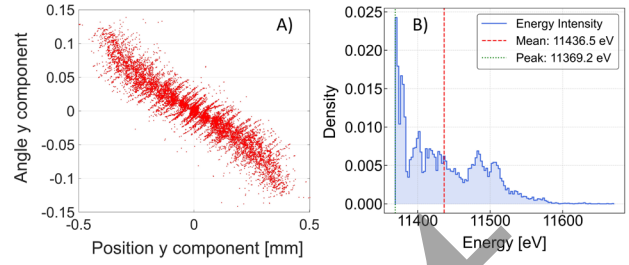 A)
0.15
0.1
0.05
0
-0.05
-0.1
-0.15
Angle y component
-0.5
0
0.5
Position y component [mm]
B)
Energy Intensity
Mean: 11436.5 eV
Peak: 11369.2 eV
0.025
0.020
0.015
0.010
0.005
0.000
Density
11400
11500
11600
Energy [eV]